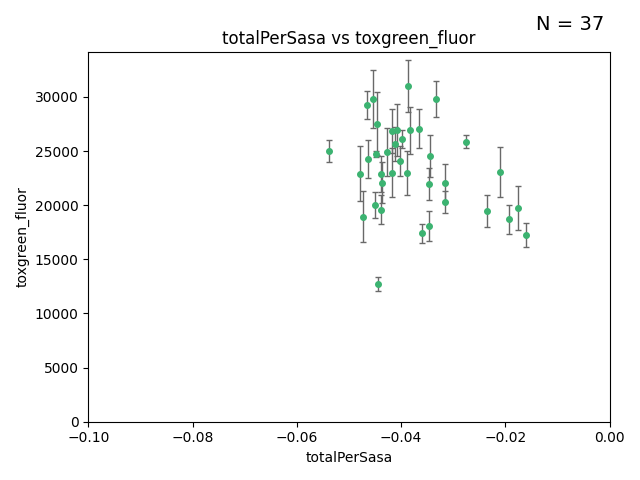 N = 37
totalPerSasa vs toxgreen_fluor
toxgreen_fluor
30000
25000
20000
15000
10000
5000
0
−0.10 −0.08 −0.06 −0.04 −0.02 0.00
totalPerSasa